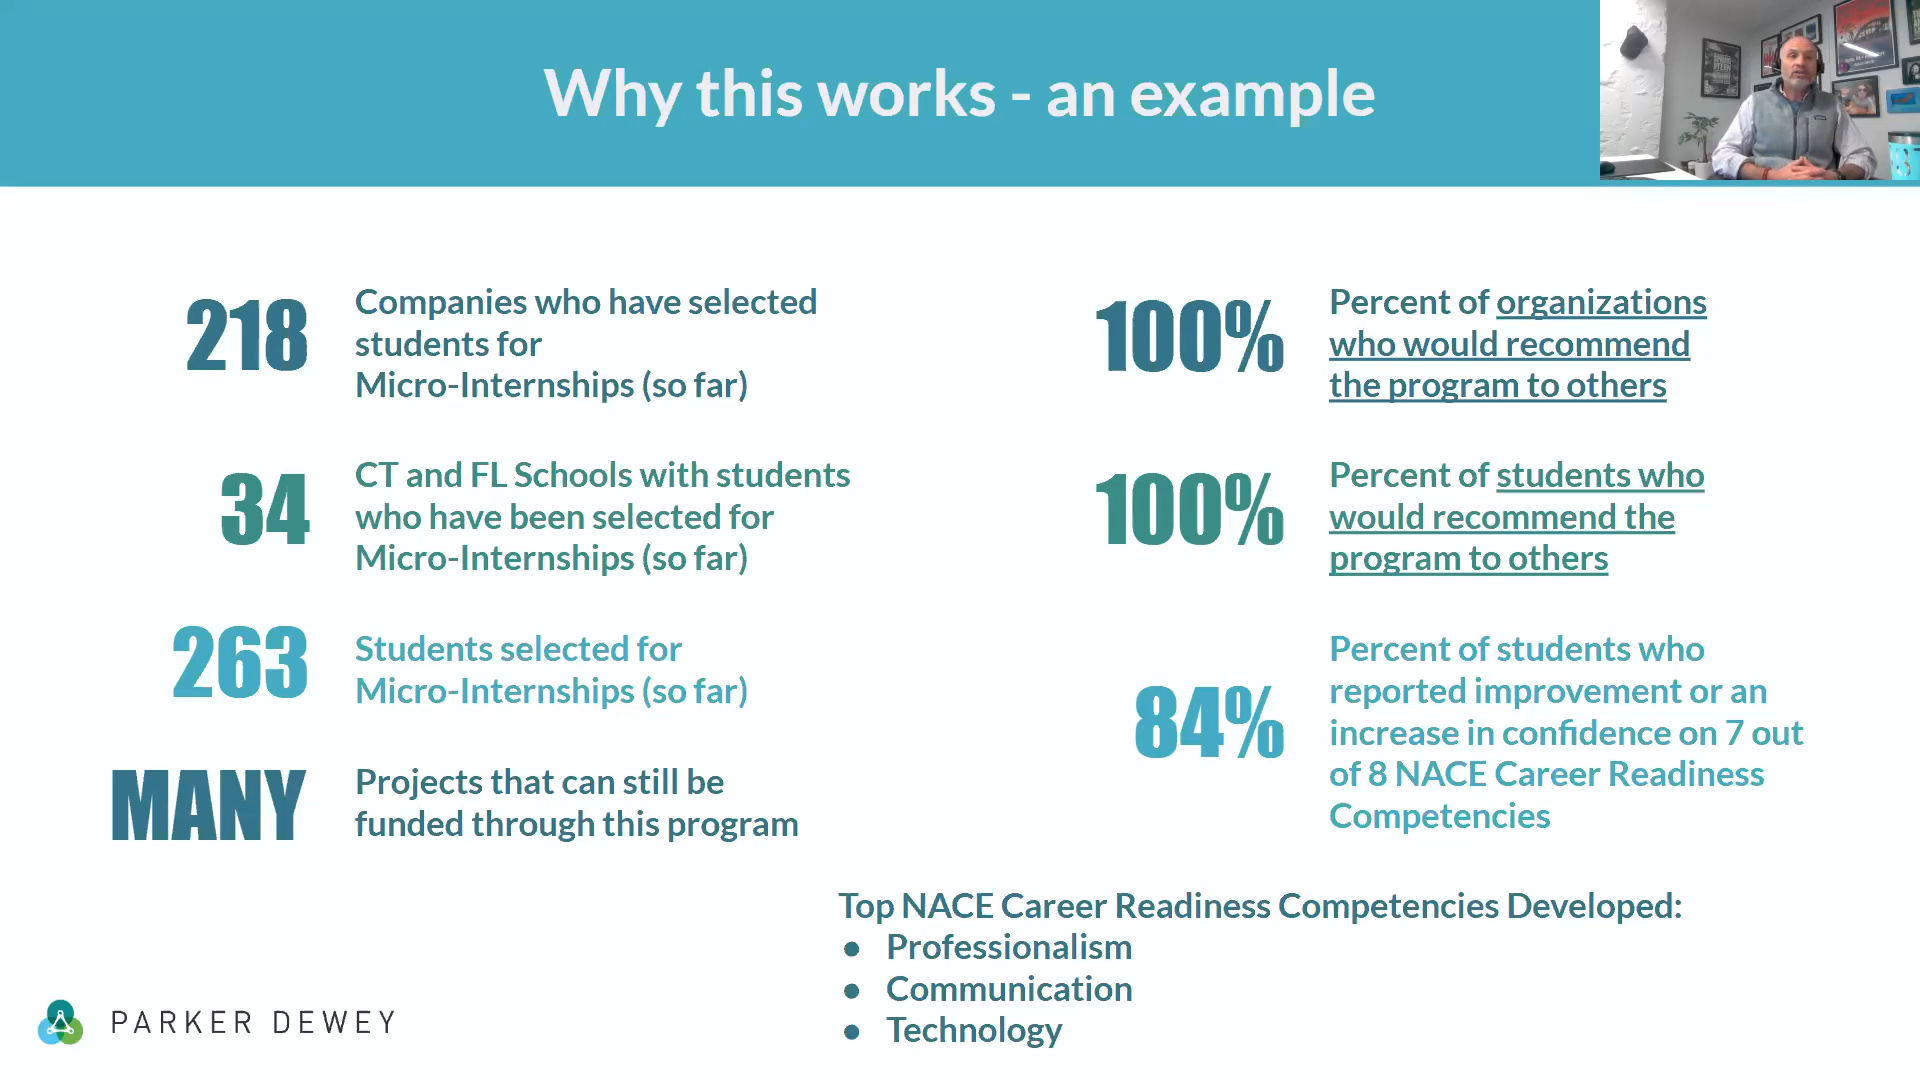 Why this works - an example
218
Companies who have selected
students for
Micro-Internships (so far)
34
CT and FL Schools with students
who have been selected for
Micro-Internships (so far)
263
Students selected for
Micro-Internships (so far)
MANY
Projects that can still be
funded through this program
100%
Percent of organizations
who would recommend
the program to others
100%
Percent of students who
would recommend the
program to others
84%
Percent of students who
reported improvement or an
increase in confidence on 7 out
of 8 NACE Career Readiness
Competencies
Top NACE Career Readiness Competencies Developed:
● Professionalism
● Communication
● Technology
PARKER DEWEY